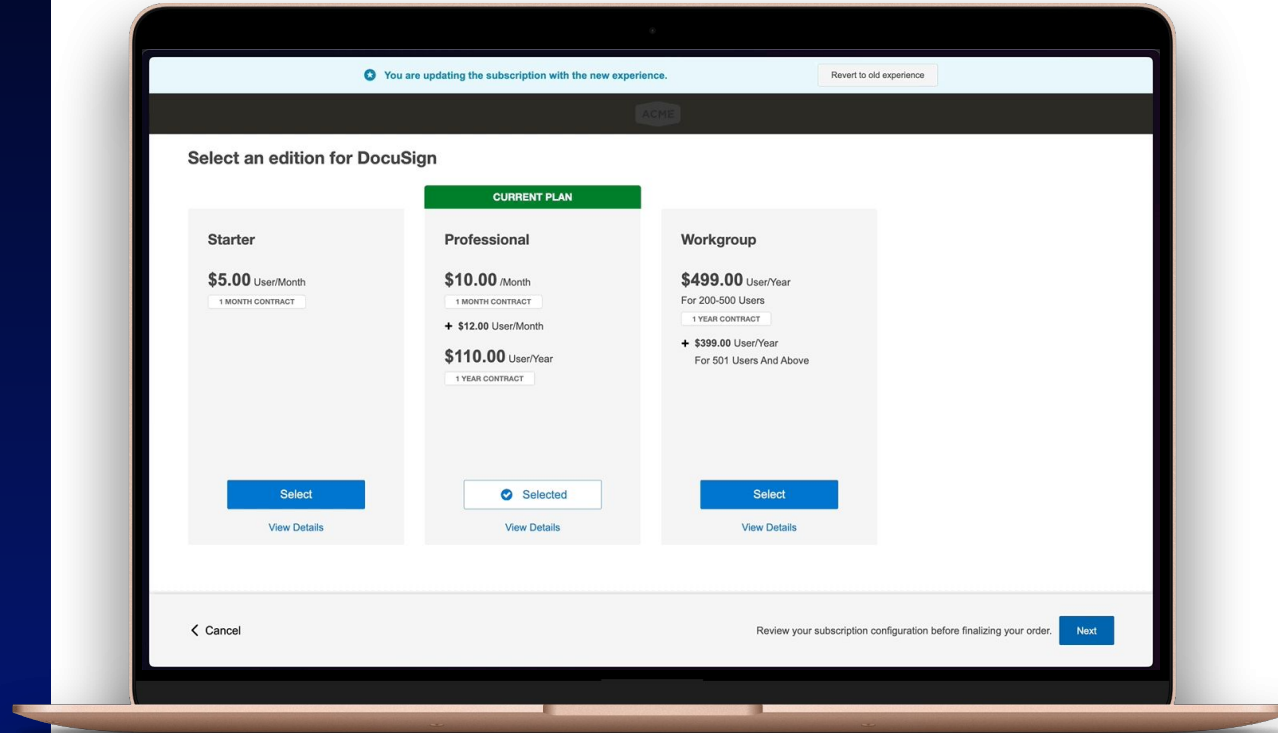 You are updating the subscription with the new experience.
Revert to old experience
ACME
Select an edition for DocuSign
CURRENT PLAN
Starter
$5.00 User/Month
1 MONTH CONTRACT
Select
View Details
Professional
$10.00 /Month
1 MONTH CONTRACT
+ $12.00 User/Month
$110.00 User/Year
1 YEAR CONTRACT
Selected
View Details
Workgroup
$499.00 User/Year
For 200-500 Users
1 YEAR CONTRACT
+ $399.00 User/Year
For 501 Users And Above
Select
View Details
Cancel
Review your subscription configuration before finalizing your order.
Next